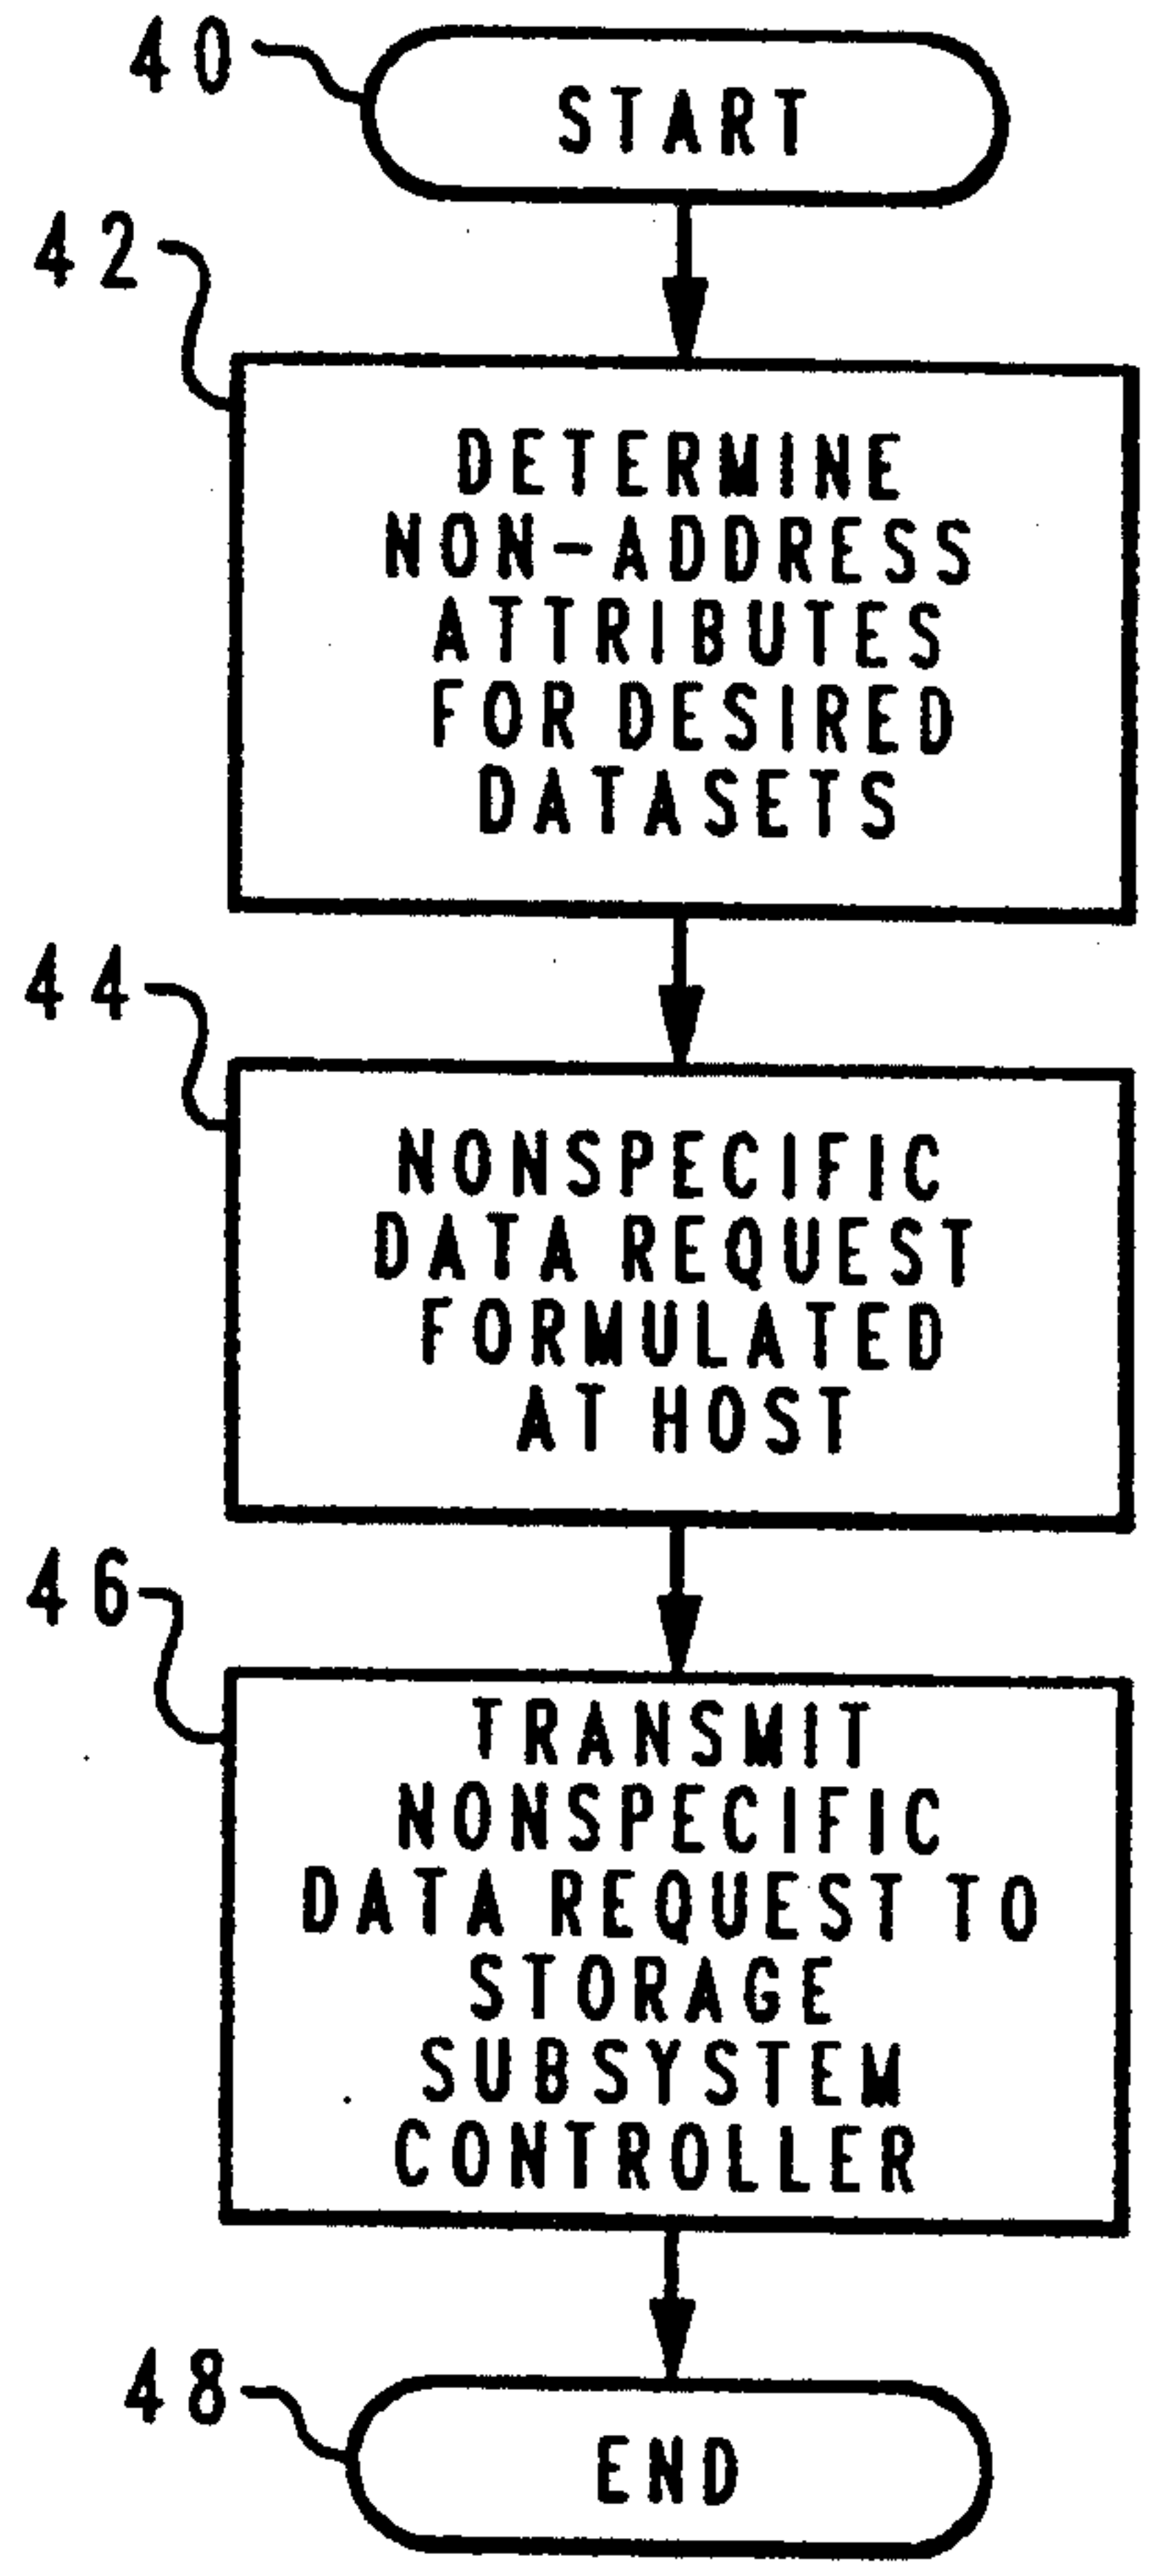 40
START
42
DETERMINE
NON-ADDRESS
ATTRIBUTES
FOR DESIRED
DATASETS
44
NONSPECIFIC
DATA REQUEST
FORMULATED
AT HOST
46
TRANSMIT
NONSPECIFIC
DATA REQUEST TO
STORAGE
SUBSYSTEM
CONTROLLER
48
END